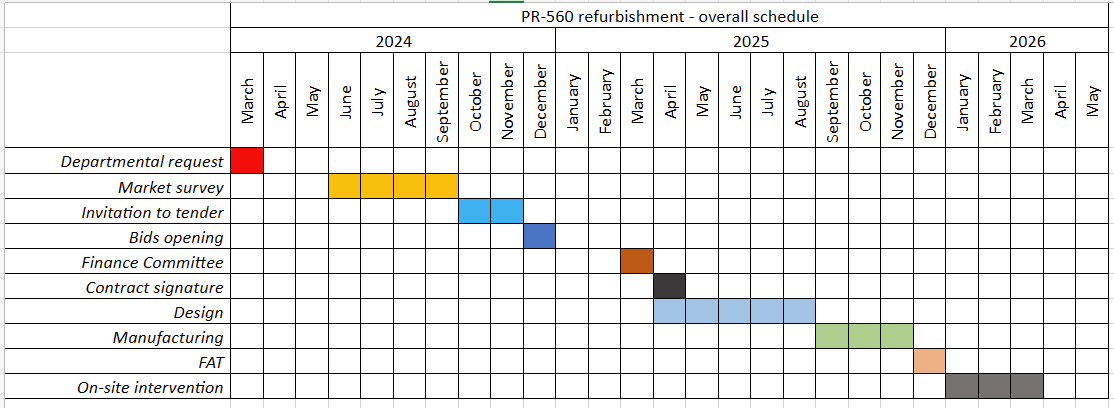 PR-560 refurbishment - overall schedule
2024 2025 2026
March April May June July August September October November December January February March April May June July August September October November December January February March April May
Departmental request
Market survey
Invitation to tender
Bids opening
Finance Committee
Contract signature
Design
Manufacturing
FAT
On-site intervention